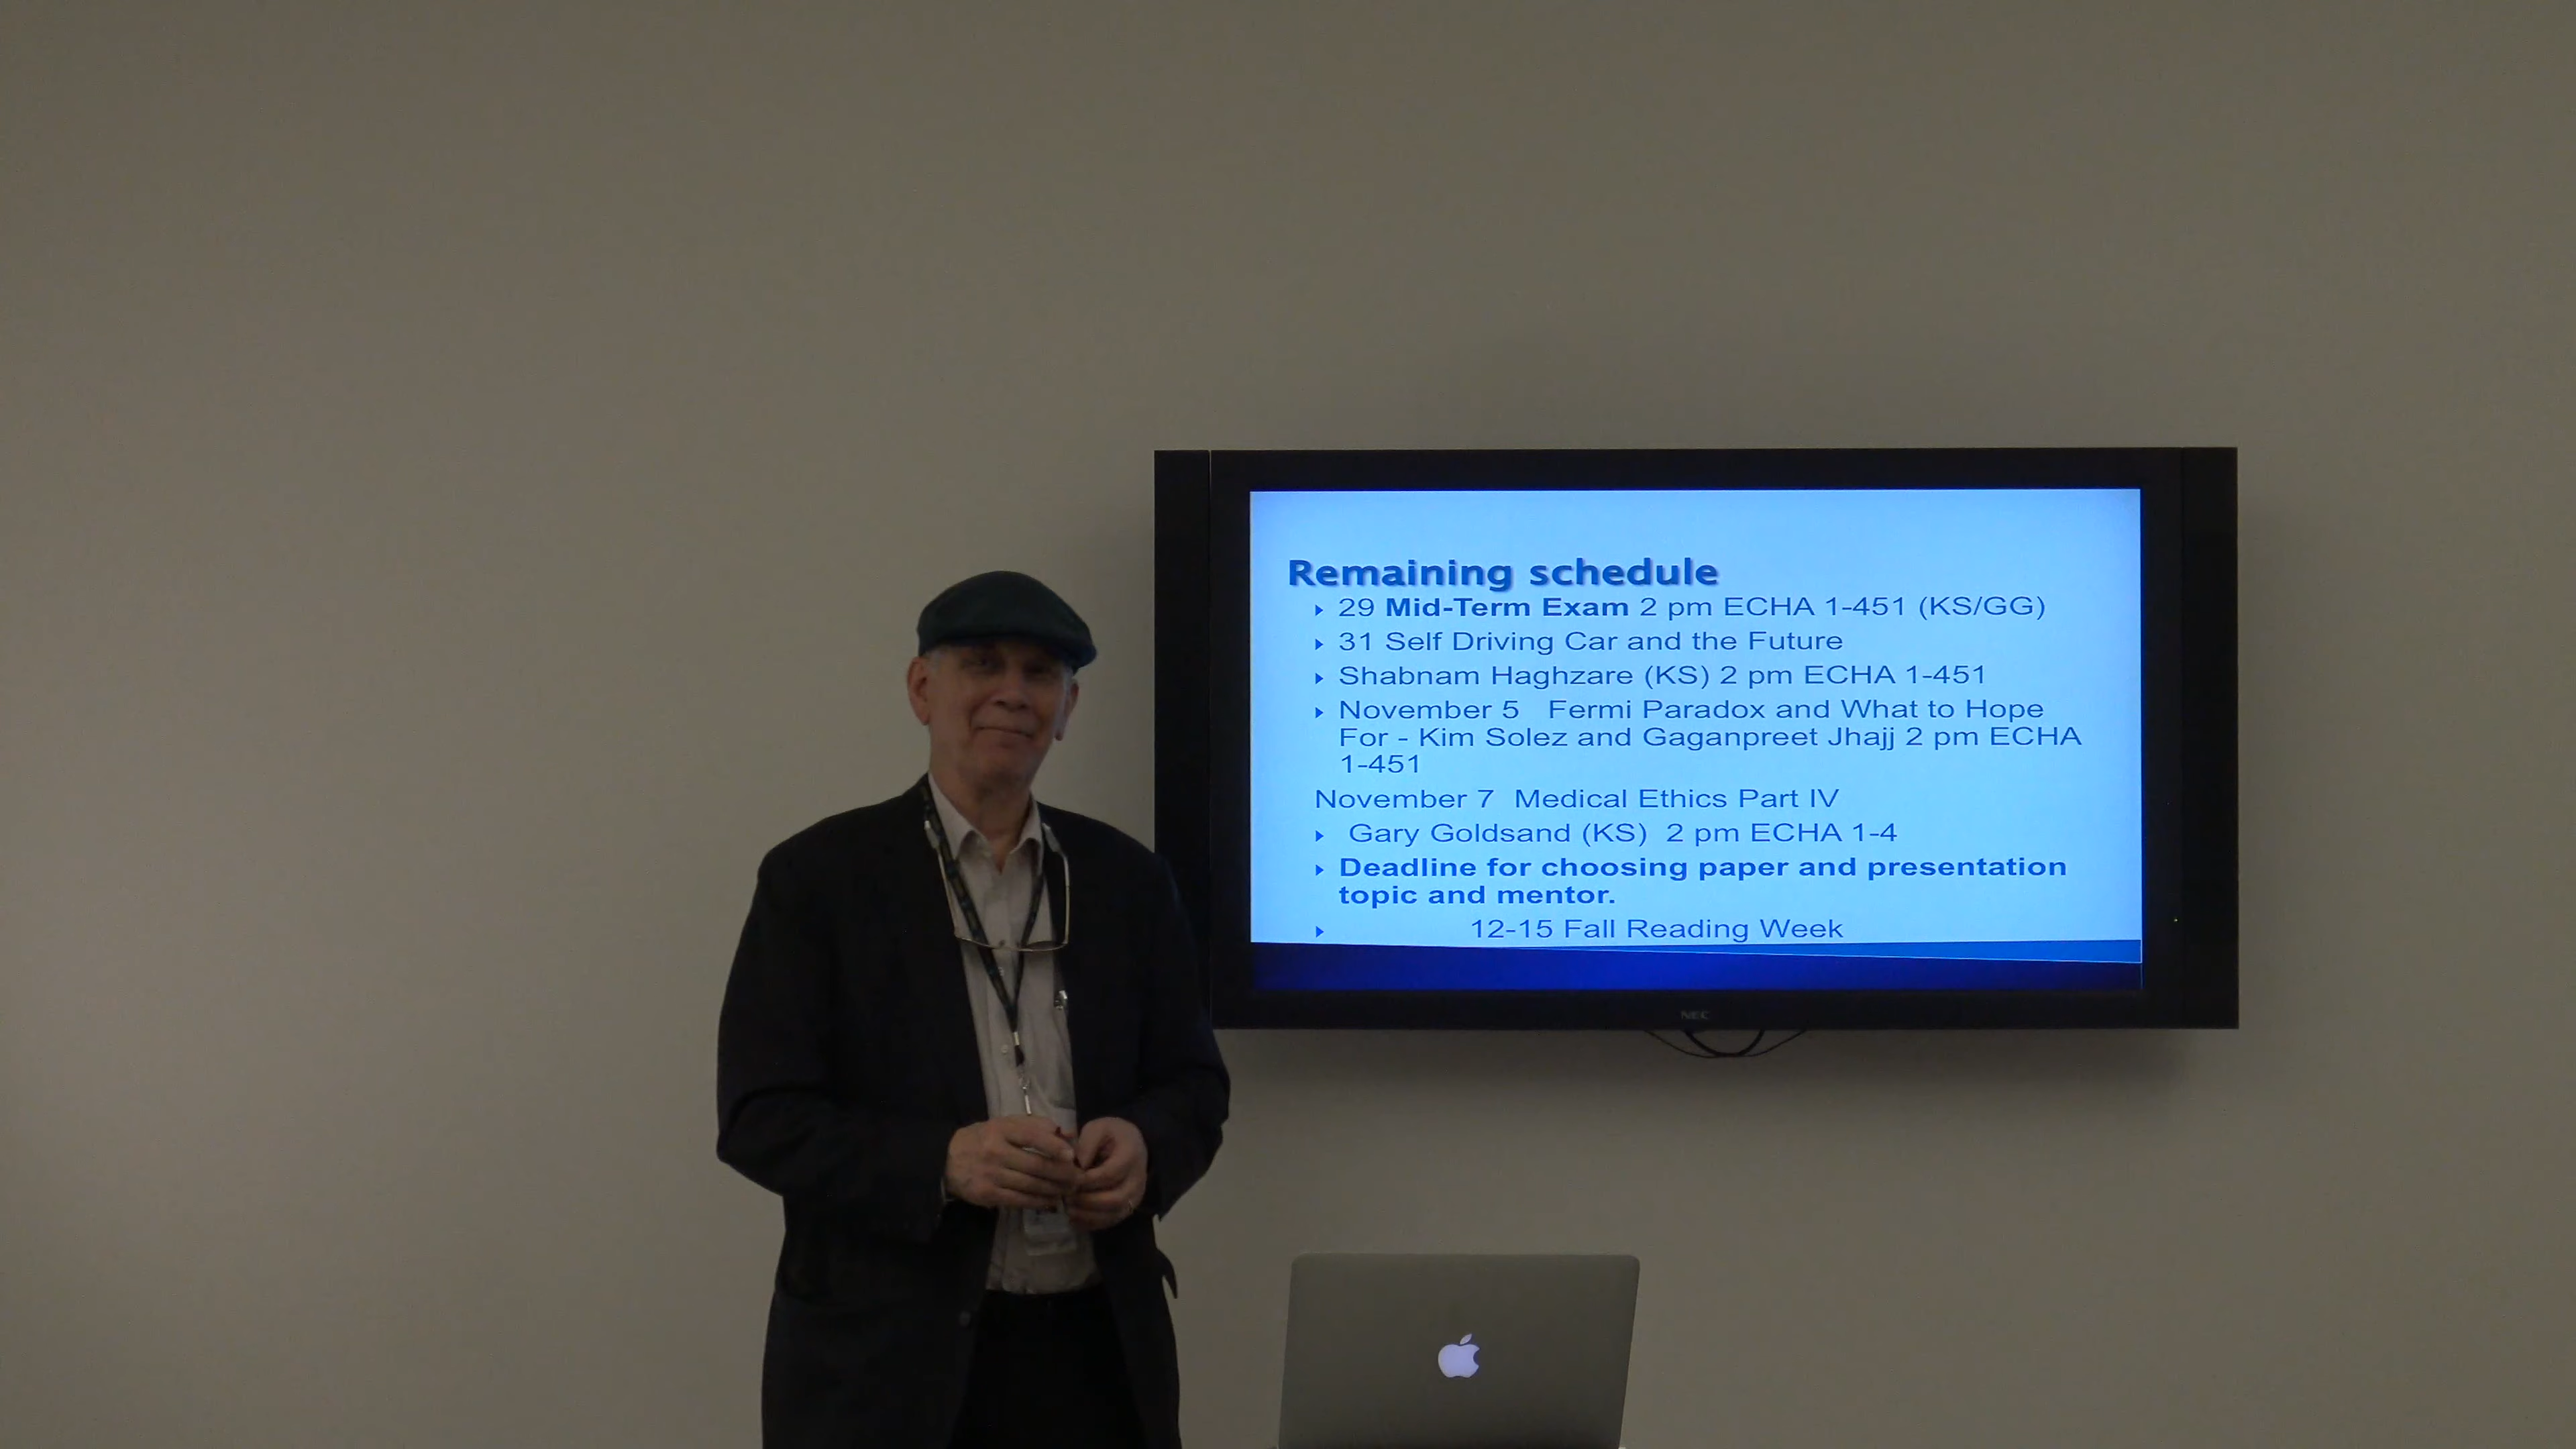 Remaining schedule
29 Mid-Term Exam 2 pm ECHA 1-451 (KS/GG)
31 Self Driving Car and the Future
Shabnam Haghzare (KS) 2 pm ECHA 1-451
November 5 Fermi Paradox and What to Hope
For - Kim Solez and Gaganpreet Jhajj 2 pm ECHA
1-451
November 7 Medical Ethics Part IV
Gary Goldsand (KS) 2 pm ECHA 1-4
Deadline for choosing paper and presentation
topic and mentor.
12-15 Fall Reading Week
NEC